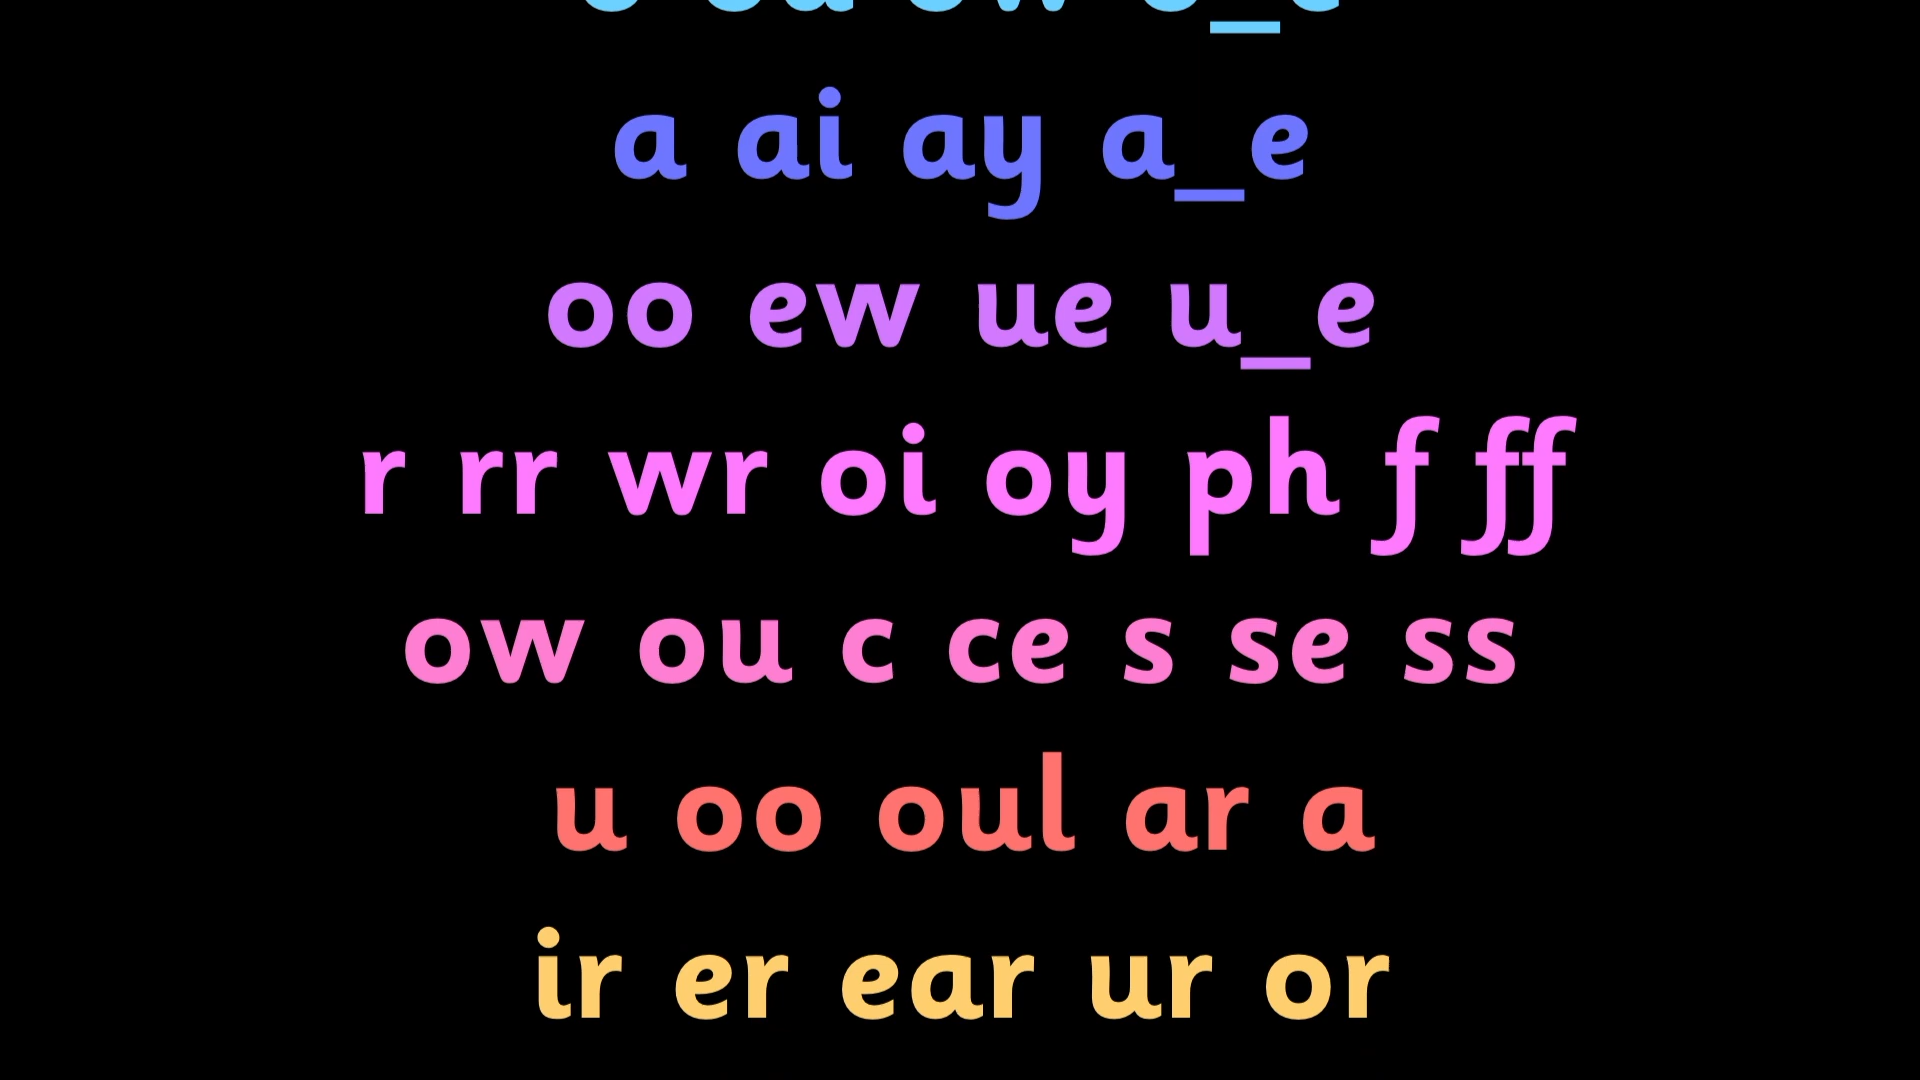 a ai ay a_e
oo ew ue u_e
r rr wr oi oy ph f ff
ow ou c ce s se ss
u oo oul ar a
ir er ear ur or